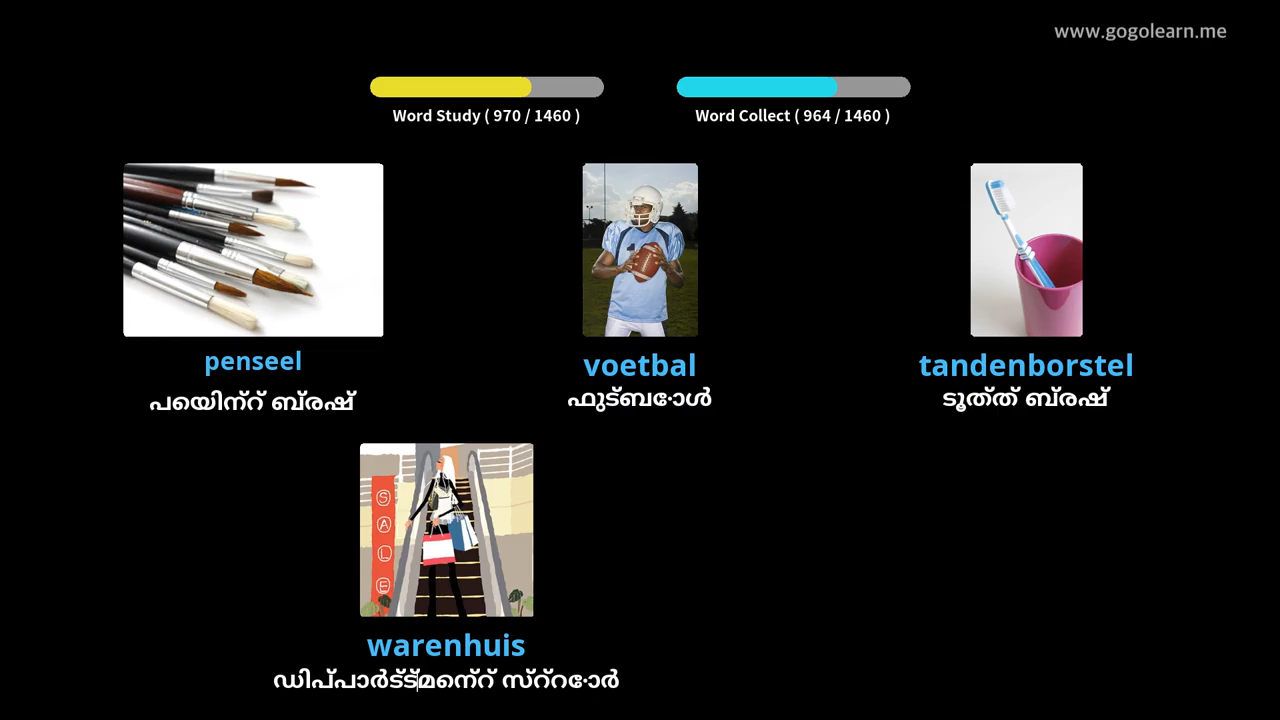 www.gogolearn.me
Word Study ( 970 / 1460 )
Word Collect ( 964 / 1460 )
penseel
voetbal
tandenborstel
പെയിന്റ് ബ്രഷ്
ഫുട്ബോൾ
ടൂത്ത് ബ്രഷ്
SALE
warenhuis
ഡിപ്പാർട്ട്മെന്റ് സ്റ്റോർ